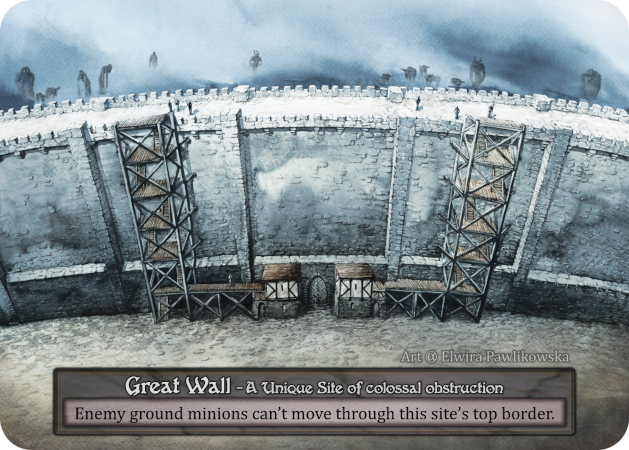 Art @ Elwira Pawlikowska
Great Wall - A Unique Site of colossal obstruction
Enemy ground minions can't move through this site's top border.